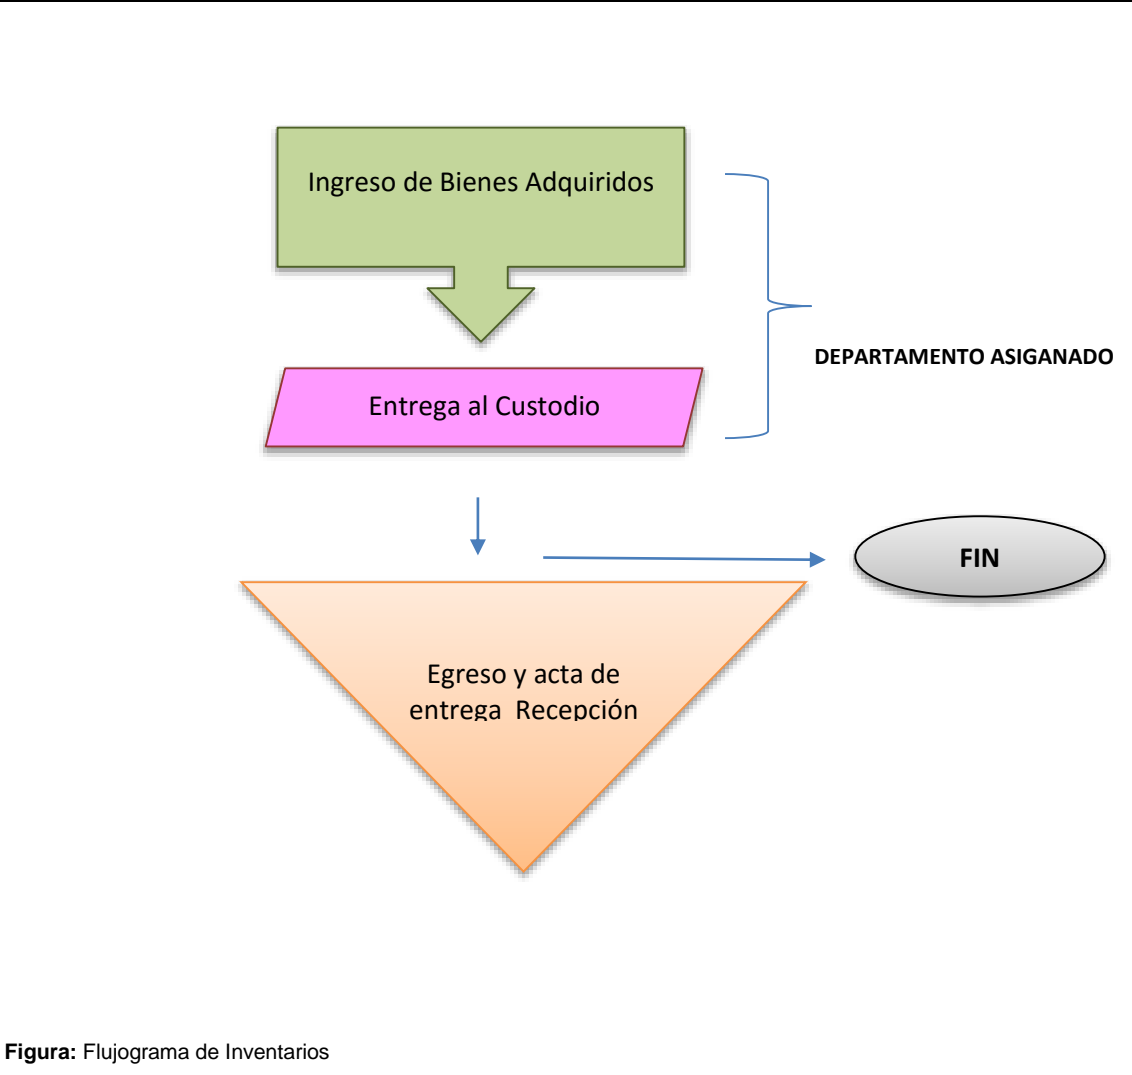 Ingreso de Bienes Adquiridos
DEPARTAMENTO ASIGANADO
Entrega al Custodio
FIN
Egreso y acta de
entrega Recepción
Figura: Flujograma de Inventarios